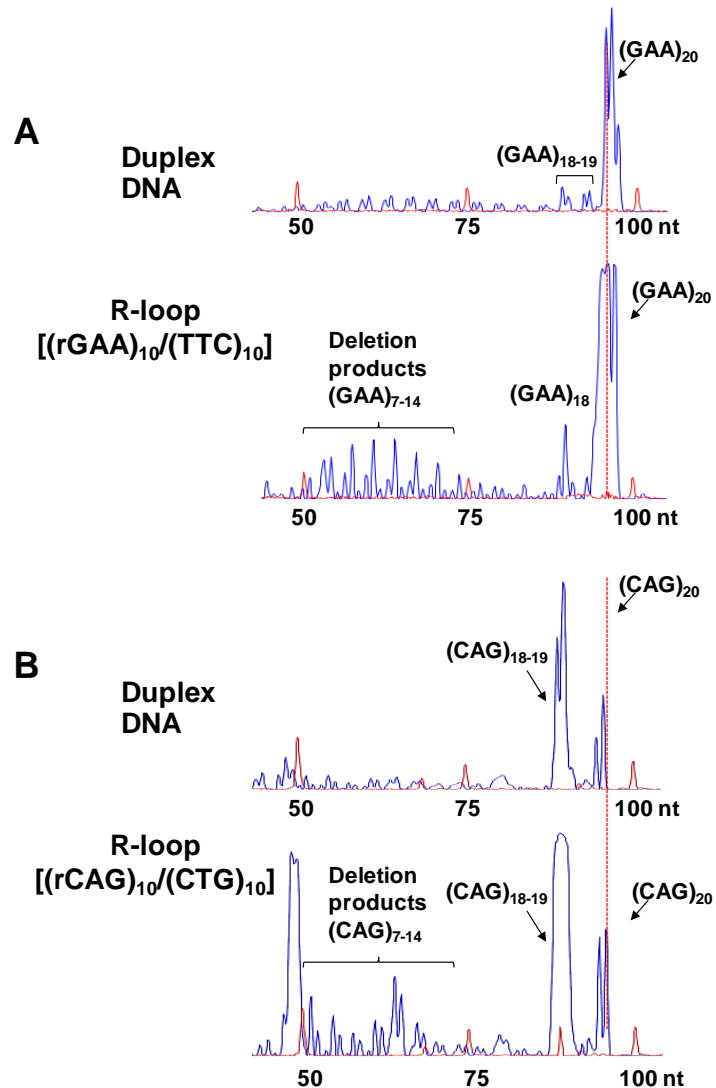 (GAA)₂₀
A
Duplex
DNA
(GAA)₁₈₋₁₉
50 75 100 nt
R-loop
[(rGAA)₁₀/(TTC)₁₀]
Deletion
products
(GAA)₇₋₁₄
(GAA)₁₈
(GAA)₂₀
50 75 100 nt
B
Duplex
DNA
(CAG)₁₈₋₁₉
(CAG)₂₀
50 75 100 nt
R-loop
[(rCAG)₁₀/(CTG)₁₀]
Deletion
products
(CAG)₇₋₁₄
(CAG)₁₈₋₁₉
(CAG)₂₀
50 75 100 nt